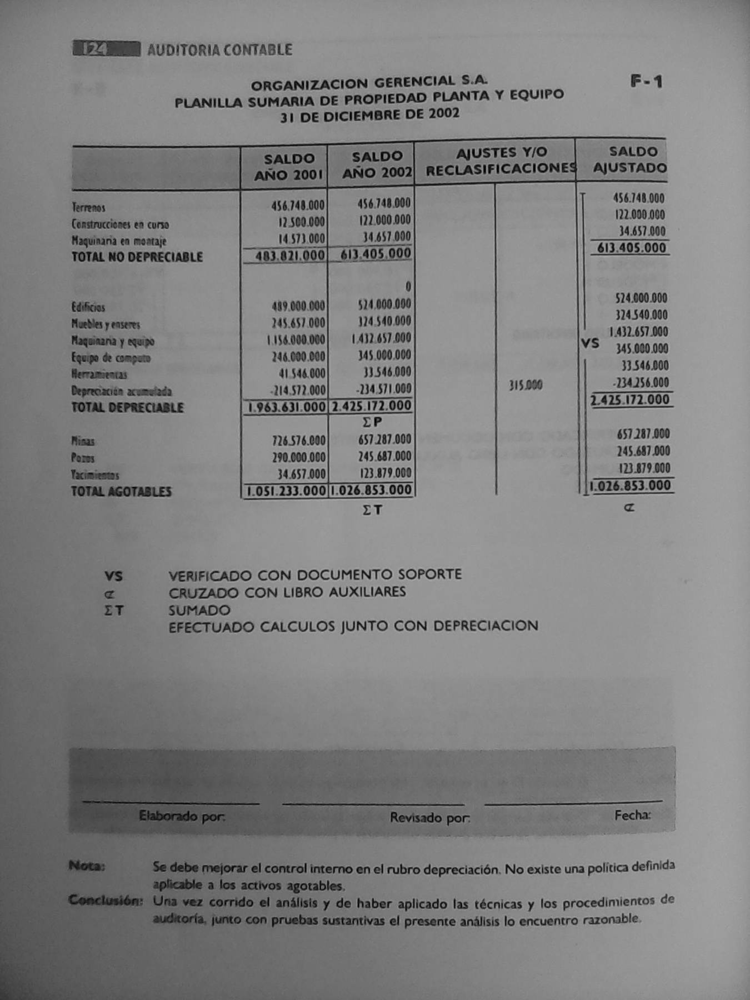 124 AUDITORIA CONTABLE
F-1
ORGANIZACION GERENCIAL S.A.
PLANILLA SUMARIA DE PROPIEDAD PLANTA Y EQUIPO
31 DE DICIEMBRE DE 2002
SALDO AÑO 2001 SALDO AÑO 2002 AJUSTES Y/O RECLASIFICACIONES SALDO AJUSTADO
Terrenos 456.748.000 456.748.000 456.748.000
Construcciones en curso 12.500.000 122.000.000 122.000.000
Maquinaria en montaje 14.573.000 34.657.000 34.657.000
TOTAL NO DEPRECIABLE 483.821.000 613.405.000 613.405.000
0
Edificios 489.000.000 524.000.000 524.000.000
Muebles y enseres 245.657.000 324.540.000 324.540.000
Maquinaria y equipo 1.156.000.000 1.432.657.000 1.432.657.000
VS
Equipo de computo 246.000.000 345.000.000 345.000.000
Herramientas 41.546.000 33.546.000 33.546.000
Depreciación acumulada -214.572.000 -234.571.000 315.000 -234.256.000
TOTAL DEPRECIABLE 1.963.631.000 2.425.172.000 2.425.172.000
ΣP
Minas 726.576.000 657.287.000 657.287.000
Pozos 290.000.000 245.687.000 245.687.000
Yacimientos 34.657.000 123.879.000 123.879.000
TOTAL AGOTABLES 1.051.233.000 1.026.853.000 1.026.853.000
ΣT ȼ
VS VERIFICADO CON DOCUMENTO SOPORTE
ȼ CRUZADO CON LIBRO AUXILIARES
ΣT SUMADO
EFECTUADO CALCULOS JUNTO CON DEPRECIACION
Elaborado por: Revisado por: Fecha:
Nota: Se debe mejorar el control interno en el rubro depreciación. No existe una política definida
aplicable a los activos agotables.
Conclusión: Una vez corrido el análisis y de haber aplicado las técnicas y los procedimientos de
auditoría, junto con pruebas sustantivas el presente análisis lo encuentro razonable.